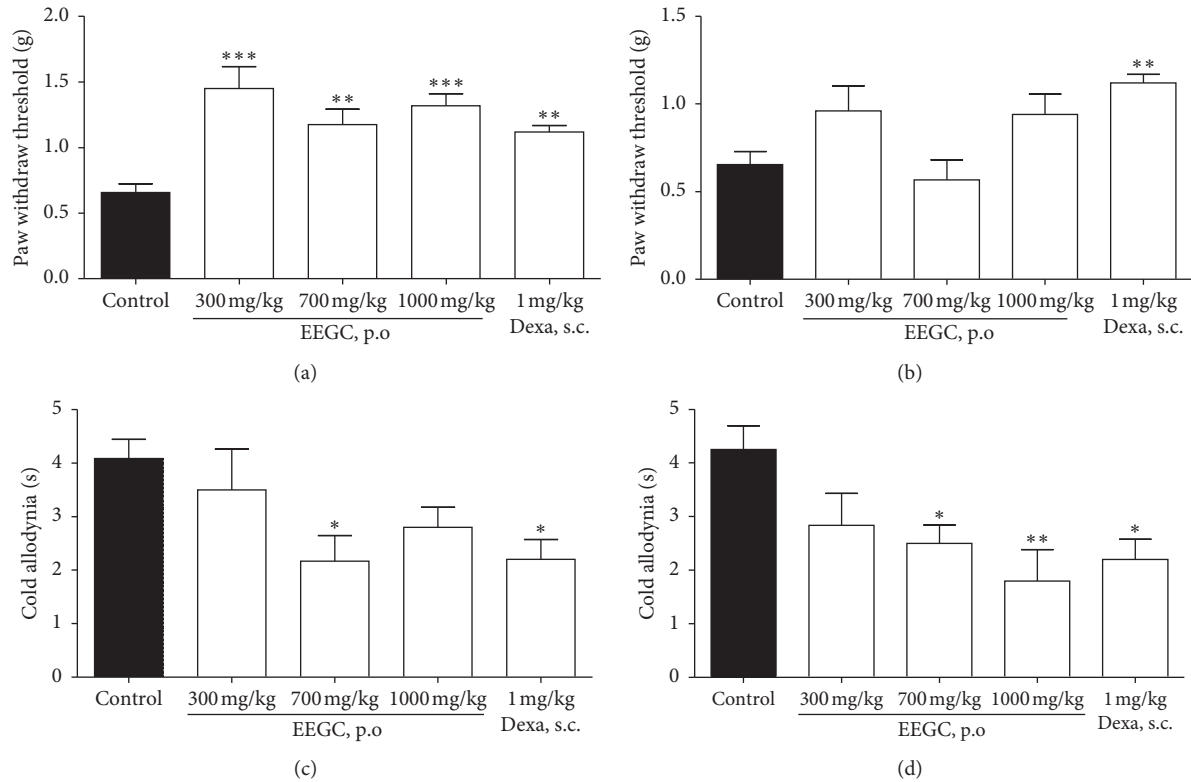 Paw withdraw threshold (g)
2.0
1.5
1.0
0.5
0.0
***
**
***
**
Control
300 mg/kg
700 mg/kg
1000 mg/kg
1 mg/kg
EEGC, p.o
Dexa, s.c.
(a)
Paw withdraw threshold (g)
1.5
1.0
0.5
0.0
**
Control
300 mg/kg
700 mg/kg
1000 mg/kg
1 mg/kg
EEGC, p.o
Dexa, s.c.
(b)
Cold allodynia (s)
5
4
3
2
1
0
*
*
Control
300 mg/kg
700 mg/kg
1000 mg/kg
1 mg/kg
EEGC, p.o
Dexa, s.c.
(c)
Cold allodynia (s)
5
4
3
2
1
0
*
**
*
Control
300 mg/kg
700 mg/kg
1000 mg/kg
1 mg/kg
EEGC, p.o
Dexa, s.c.
(d)